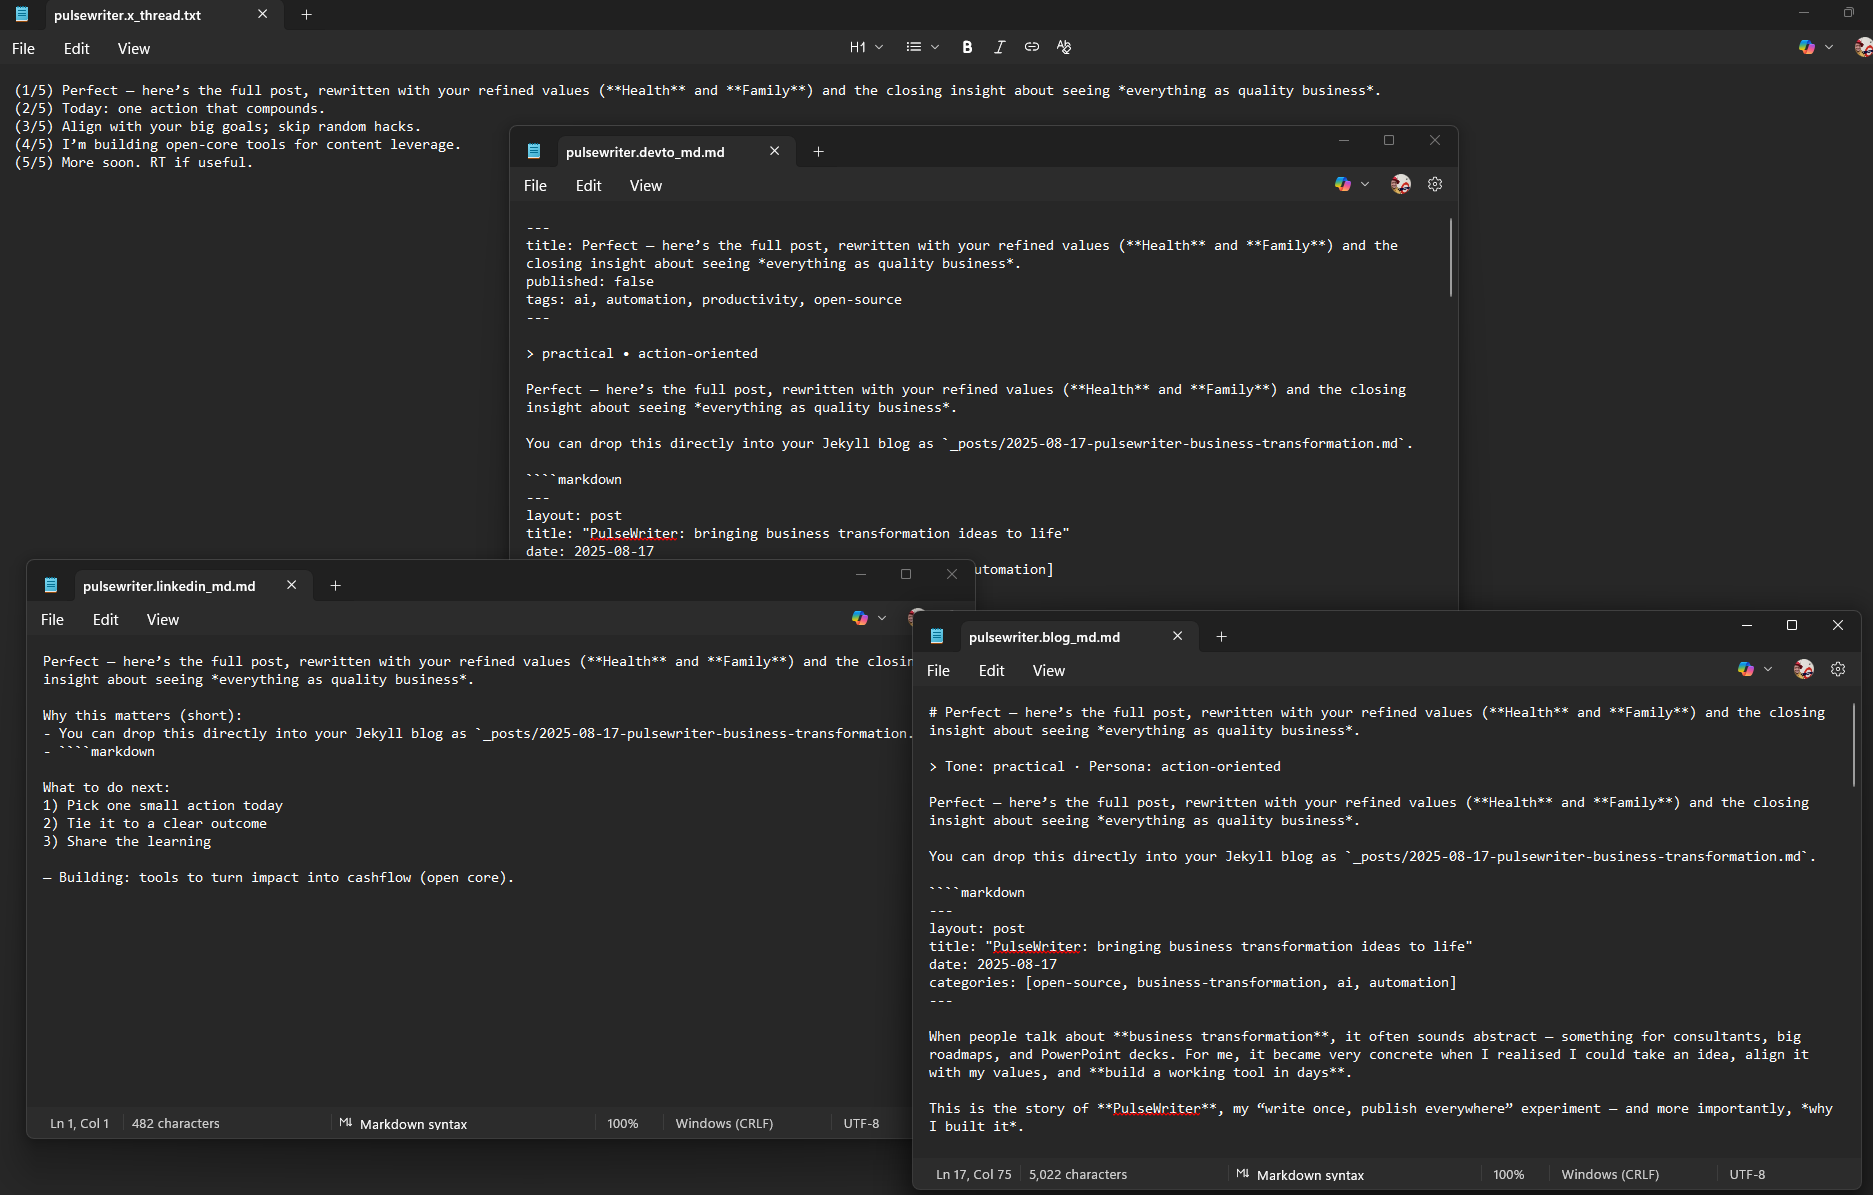 pulsewriter.x_thread.txt
File Edit View
H1 B I
(1/5) Perfect — here’s the full post, rewritten with your refined values (**Health** and **Family**) and the closing insight about seeing *everything as quality business*.
(2/5) Today: one action that compounds.
(3/5) Align with your big goals; skip random hacks.
(4/5) I’m building open-core tools for content leverage.
(5/5) More soon. RT if useful.
pulsewriter.devto_md.md
File Edit View
---
title: Perfect — here’s the full post, rewritten with your refined values (**Health** and **Family**) and the
closing insight about seeing *everything as quality business*.
published: false
tags: ai, automation, productivity, open-source
---
> practical • action-oriented
Perfect — here’s the full post, rewritten with your refined values (**Health** and **Family**) and the closing
insight about seeing *everything as quality business*.
You can drop this directly into your Jekyll blog as `_posts/2025-08-17-pulsewriter-business-transformation.md`.
````markdown
---
layout: post
title: "PulseWriter: bringing business transformation ideas to life"
date: 2025-08-17
utomation]
pulsewriter.linkedin_md.md
File Edit View
Perfect — here’s the full post, rewritten with your refined values (**Health** and **Family**) and the closin
insight about seeing *everything as quality business*.
Why this matters (short):
- You can drop this directly into your Jekyll blog as `_posts/2025-08-17-pulsewriter-business-transformation.
- ````markdown
What to do next:
1) Pick one small action today
2) Tie it to a clear outcome
3) Share the learning
— Building: tools to turn impact into cashflow (open core).
Ln 1, Col 1 482 characters Markdown syntax 100% Windows (CRLF) UTF-8
pulsewriter.blog_md.md
File Edit View
# Perfect — here’s the full post, rewritten with your refined values (**Health** and **Family**) and the closing
insight about seeing *everything as quality business*.
> Tone: practical · Persona: action-oriented
Perfect — here’s the full post, rewritten with your refined values (**Health** and **Family**) and the closing
insight about seeing *everything as quality business*.
You can drop this directly into your Jekyll blog as `_posts/2025-08-17-pulsewriter-business-transformation.md`.
````markdown
---
layout: post
title: "PulseWriter: bringing business transformation ideas to life"
date: 2025-08-17
categories: [open-source, business-transformation, ai, automation]
---
When people talk about **business transformation**, it often sounds abstract — something for consultants, big
roadmaps, and PowerPoint decks. For me, it became very concrete when I realised I could take an idea, align it
with my values, and **build a working tool in days**.
This is the story of **PulseWriter**, my “write once, publish everywhere” experiment — and more importantly, *why
I built it*.
Ln 17, Col 75 5,022 characters Markdown syntax 100% Windows (CRLF) UTF-8